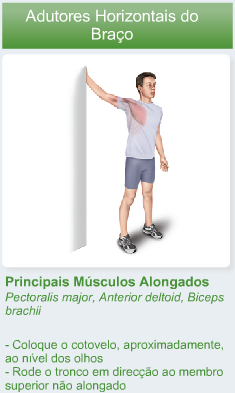 Adutores Horizontais do
Braço
Principais Músculos Alongados
Pectoralis major, Anterior deltoid, Biceps
brachii
- Coloque o cotovelo, aproximadamente,
ao nível dos olhos
- Rode o tronco em direcção ao membro
superior não alongado